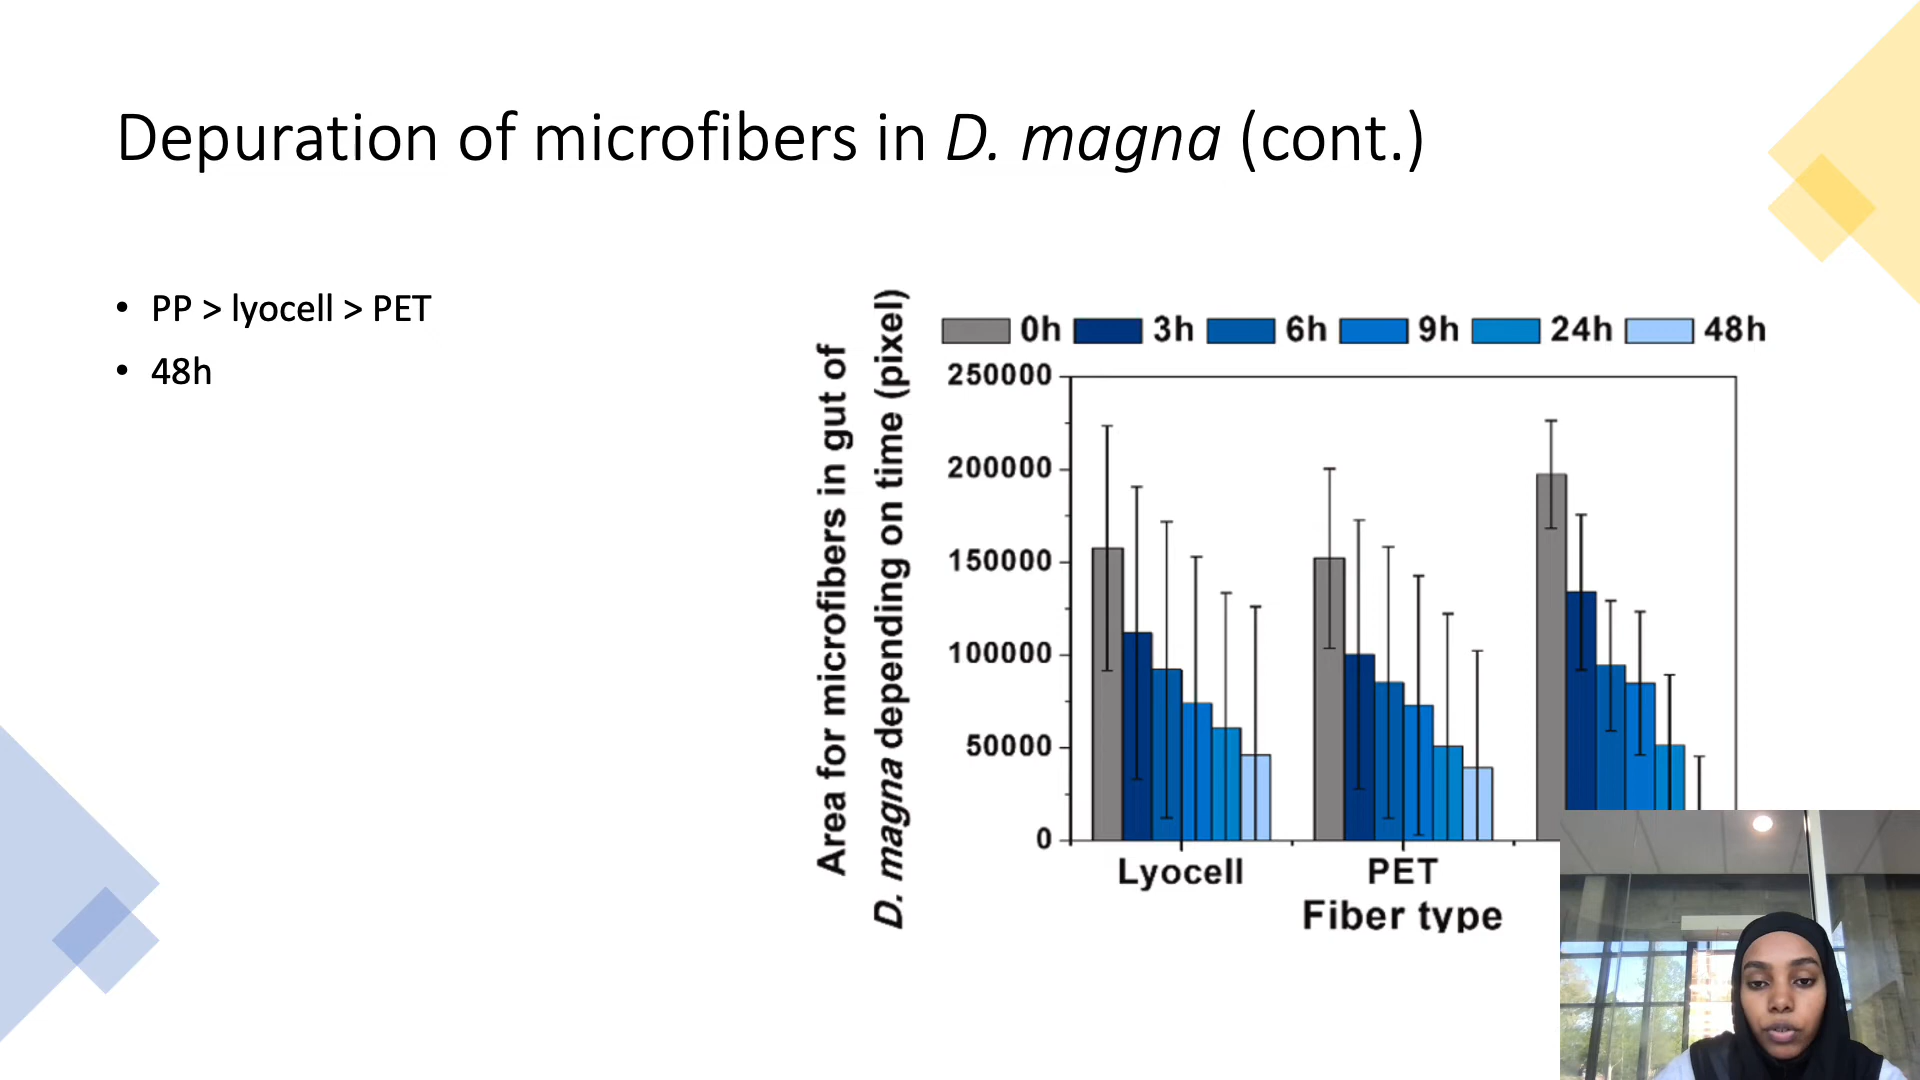 Depuration of microfibers in D. magna (cont.)
• PP > lyocell > PET
• 48h
Area for microfibers in gut of
D. magna depending on time (pixel)
0h 3h 6h 9h 24h 48h
250000
200000
150000
100000
50000
0
Lyocell PET
Fiber type